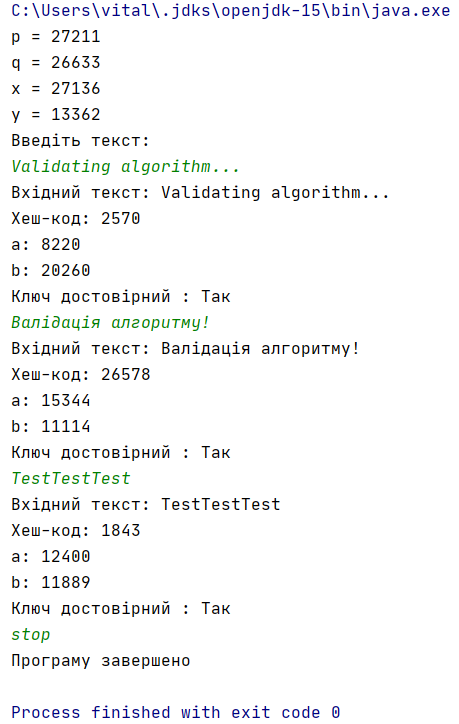 C:\Users\vital\.jdks\openjdk-15\bin\java.exe
p = 27211
q = 26633
x = 27136
y = 13362
Введіть текст:
Validating algorithm...
Вхідний текст: Validating algorithm...
Хеш-код: 2570
a: 8220
b: 20260
Ключ достовірний : Так
Валідація алгоритму!
Вхідний текст: Валідація алгоритму!
Хеш-код: 26578
a: 15344
b: 11114
Ключ достовірний : Так
TestTestTest
Вхідний текст: TestTestTest
Хеш-код: 1843
a: 12400
b: 11889
Ключ достовірний : Так
stop
Програму завершено
Process finished with exit code 0